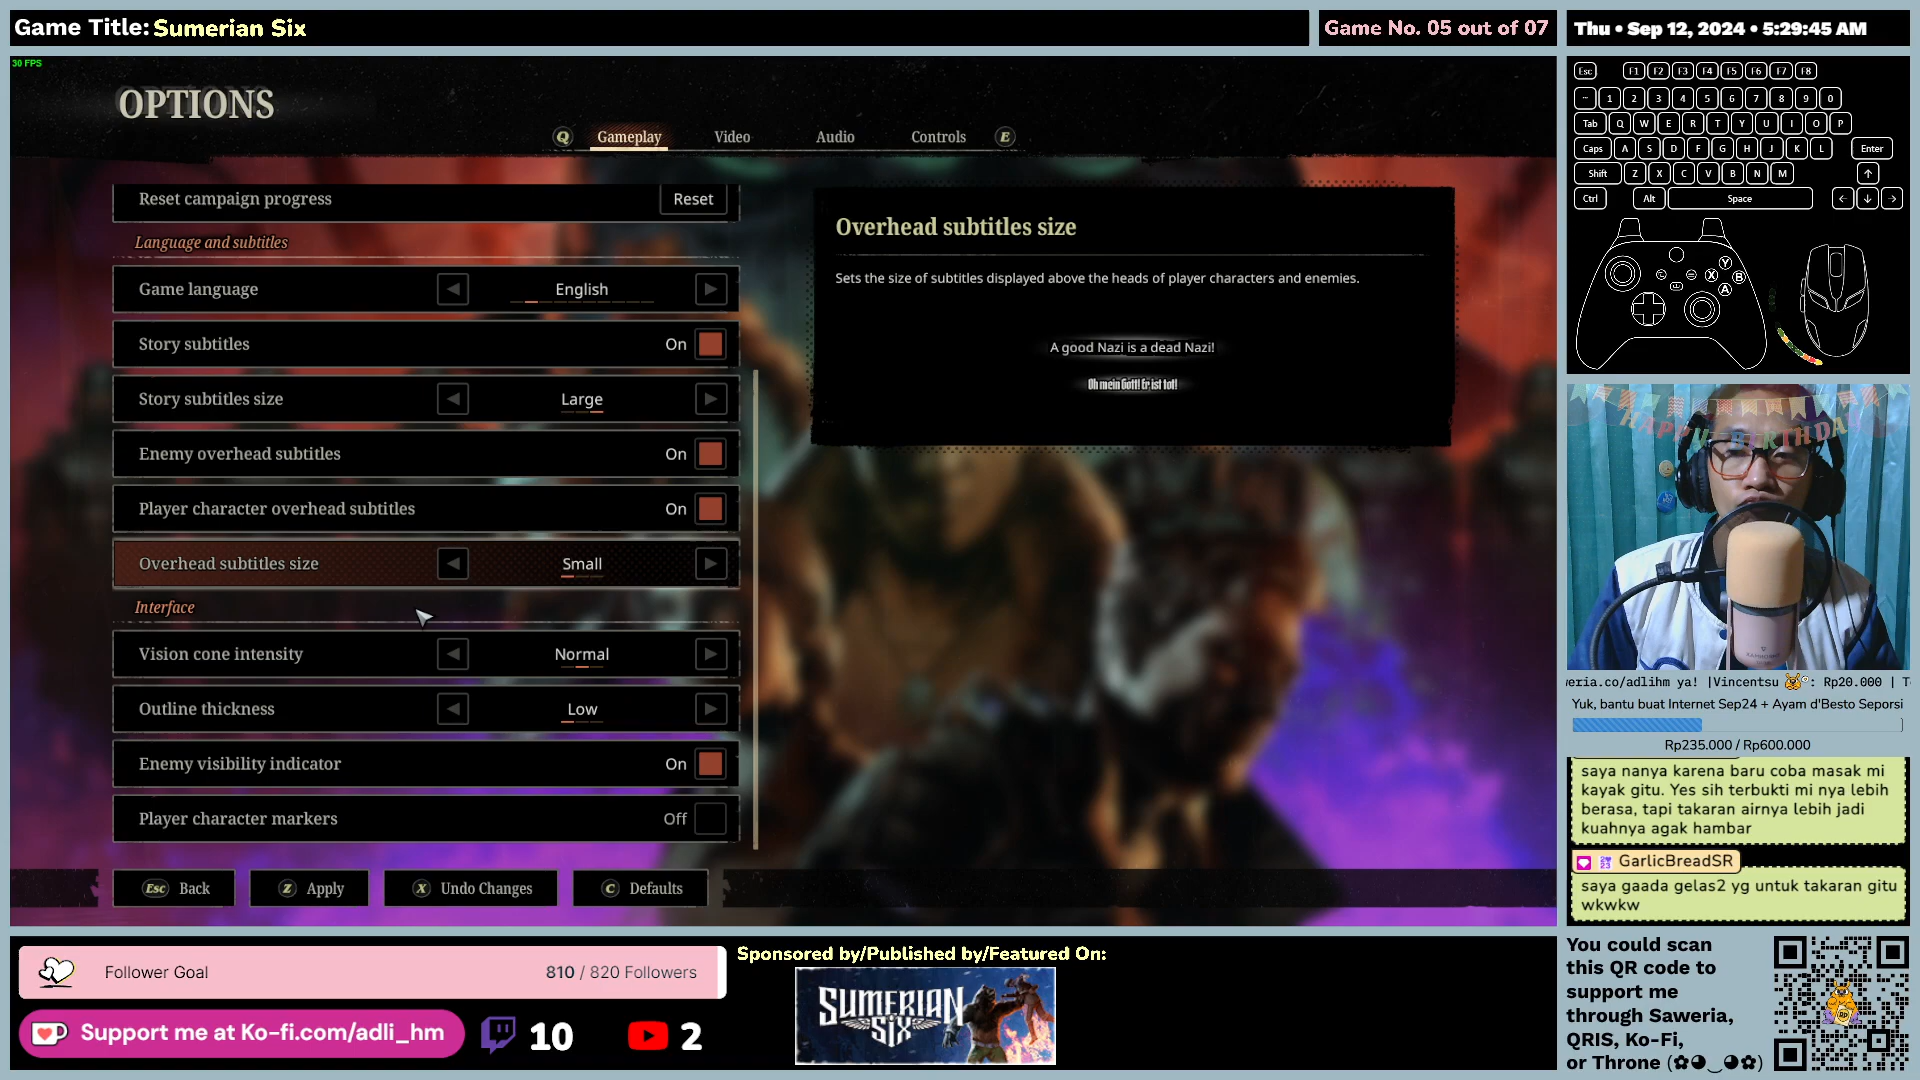 Game Title: Sumerian Six
Game No. 05 out of 07
Thu • Sep 12, 2024 • 5:29:45 AM
30 FPS
OPTIONS
Q Gameplay Video Audio Controls E
Reset campaign progress Reset
Language and subtitles
Game language English
Story subtitles On
Story subtitles size Large
Enemy overhead subtitles On
Player character overhead subtitles On
Overhead subtitles size Small
Interface
Vision cone intensity Normal
Outline thickness Low
Enemy visibility indicator On
Player character markers Off
Esc Back Z Apply X Undo Changes C Defaults
Overhead subtitles size
Sets the size of subtitles displayed above the heads of player characters and enemies.
A good Nazi is a dead Nazi!
Oh mein Gott! Er ist tot!
Esc F1 F2 F3 F4 F5 F6 F7 F8
~ 1 2 3 4 5 6 7 8 9 0
Tab Q W E R T Y U I O P
Caps A S D F G H J K L Enter
Shift Z X C V B N M ↑
Ctrl Alt Space ← ↓ → 
Y
X B
A
HAPPY BIRTHDA
weria.co/adlihm ya! |Vincentsu : Rp20.000 | T
Yuk, bantu buat Internet Sep24 + Ayam d'Besto Seporsi
Rp235.000 / Rp600.000
saya nanya karena baru coba masak mi
kayak gitu. Yes sih terbukti mi nya lebih
berasa, tapi takaran airnya lebih jadi
kuahnya agak hambar
GarlicBreadSR
saya gaada gelas2 yg untuk takaran gitu
wkwkw
Follower Goal 810 / 820 Followers
Support me at Ko-fi.com/adli_hm
10
2
Sponsored by/Published by/Featured On:
SUMERIAN
SIX
You could scan
this QR code to
support me
through Saweria,
QRIS, Ko-Fi,
or Throne (✿◕‿◕✿)